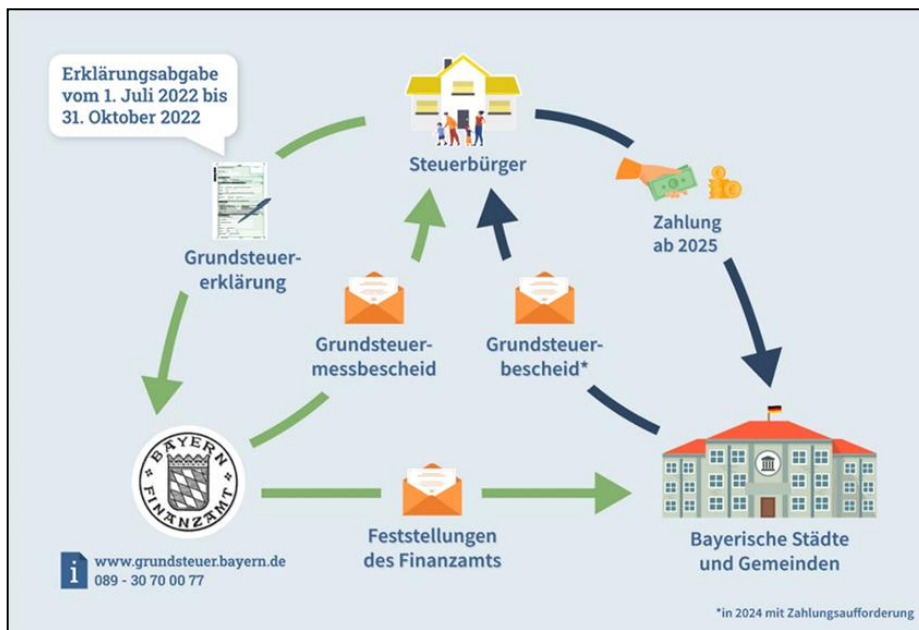 Erklärungsabgabe
vom 1. Juli 2022 bis
31. Oktober 2022
Steuerbürger
Grundsteuer-
erklärung
Zahlung
ab 2025
Grundsteuer-
messbescheid
Grundsteuer-
bescheid*
BAYERN
FINANZAMT
Feststellungen
des Finanzamts
Bayerische Städte
und Gemeinden
i
www.grundsteuer.bayern.de
089 - 30 70 00 77
*in 2024 mit Zahlungsaufforderung